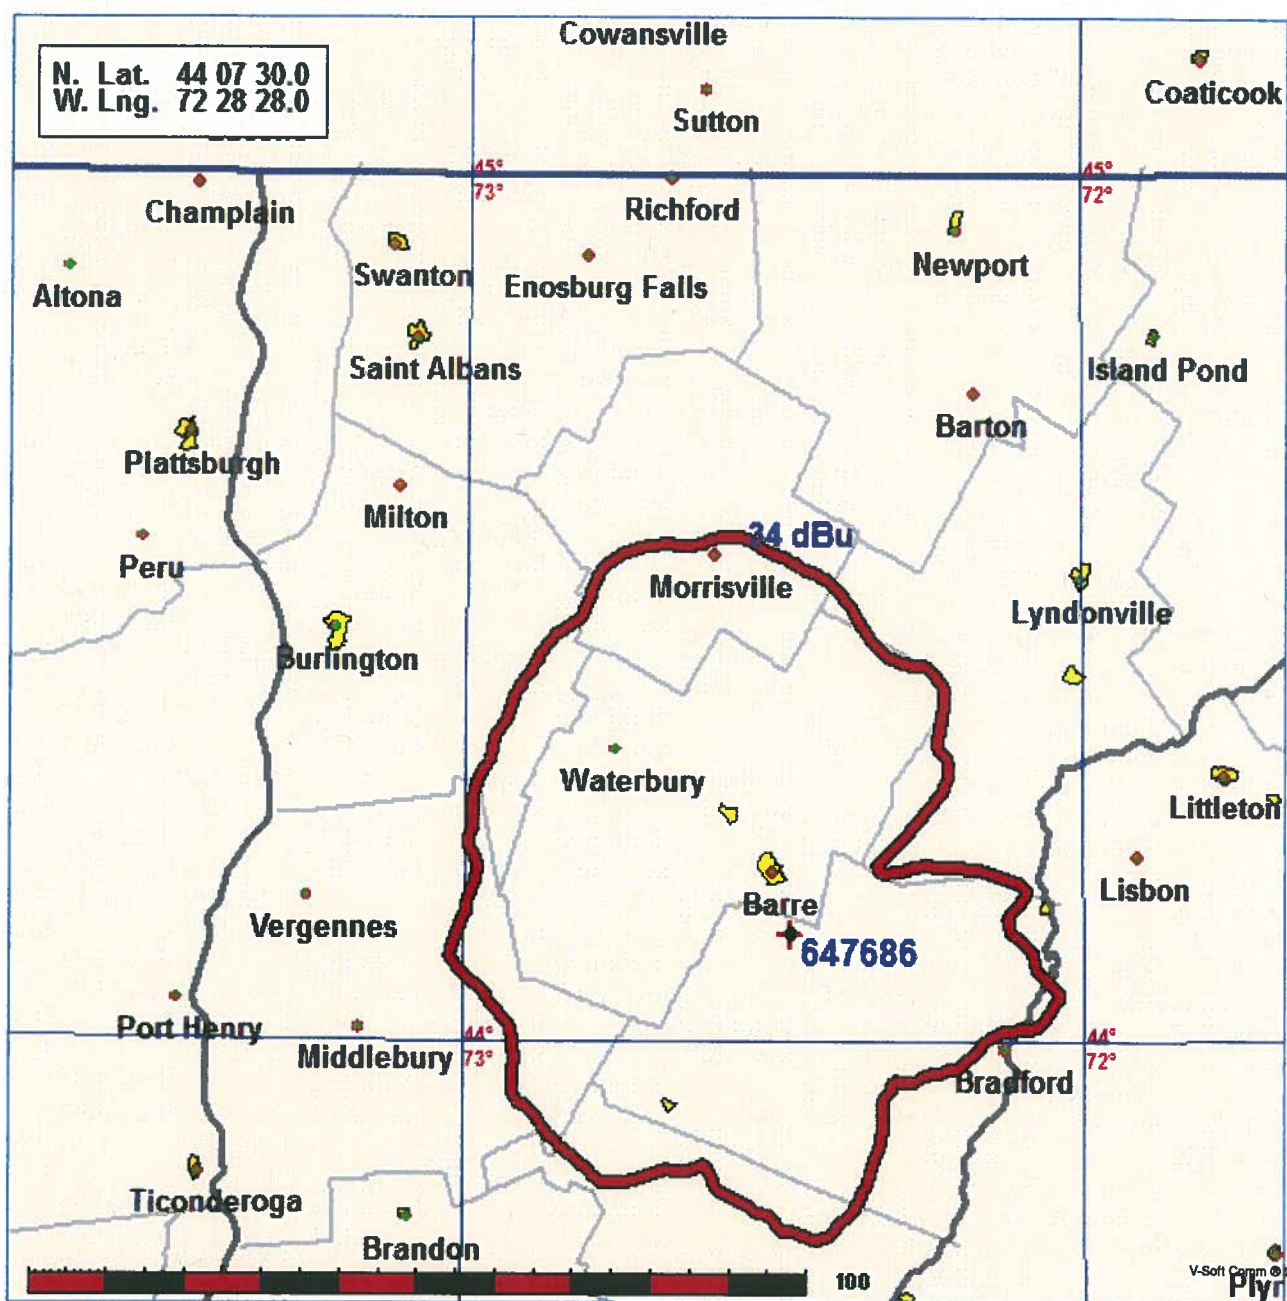 Cowansville
N. Lat. 44 07 30.0
W. Lng. 72 28 28.0
Coaticook
Sutton
45°
73°
45°
72°
Champlain
Richford
Swanton
Newport
Altona
Enosburg Falls
Saint Albans
Island Pond
Barton
Plattsburgh
Milton
34 dBu
Peru
Morrisville
Lyndonville
Burlington
Waterbury
Littleton
Lisbon
Barre
Vergennes
647686
Port Henry
44°
73°
44°
72°
Middlebury
Bradford
Ticonderoga
Brandon
100
V-Soft Comm ®